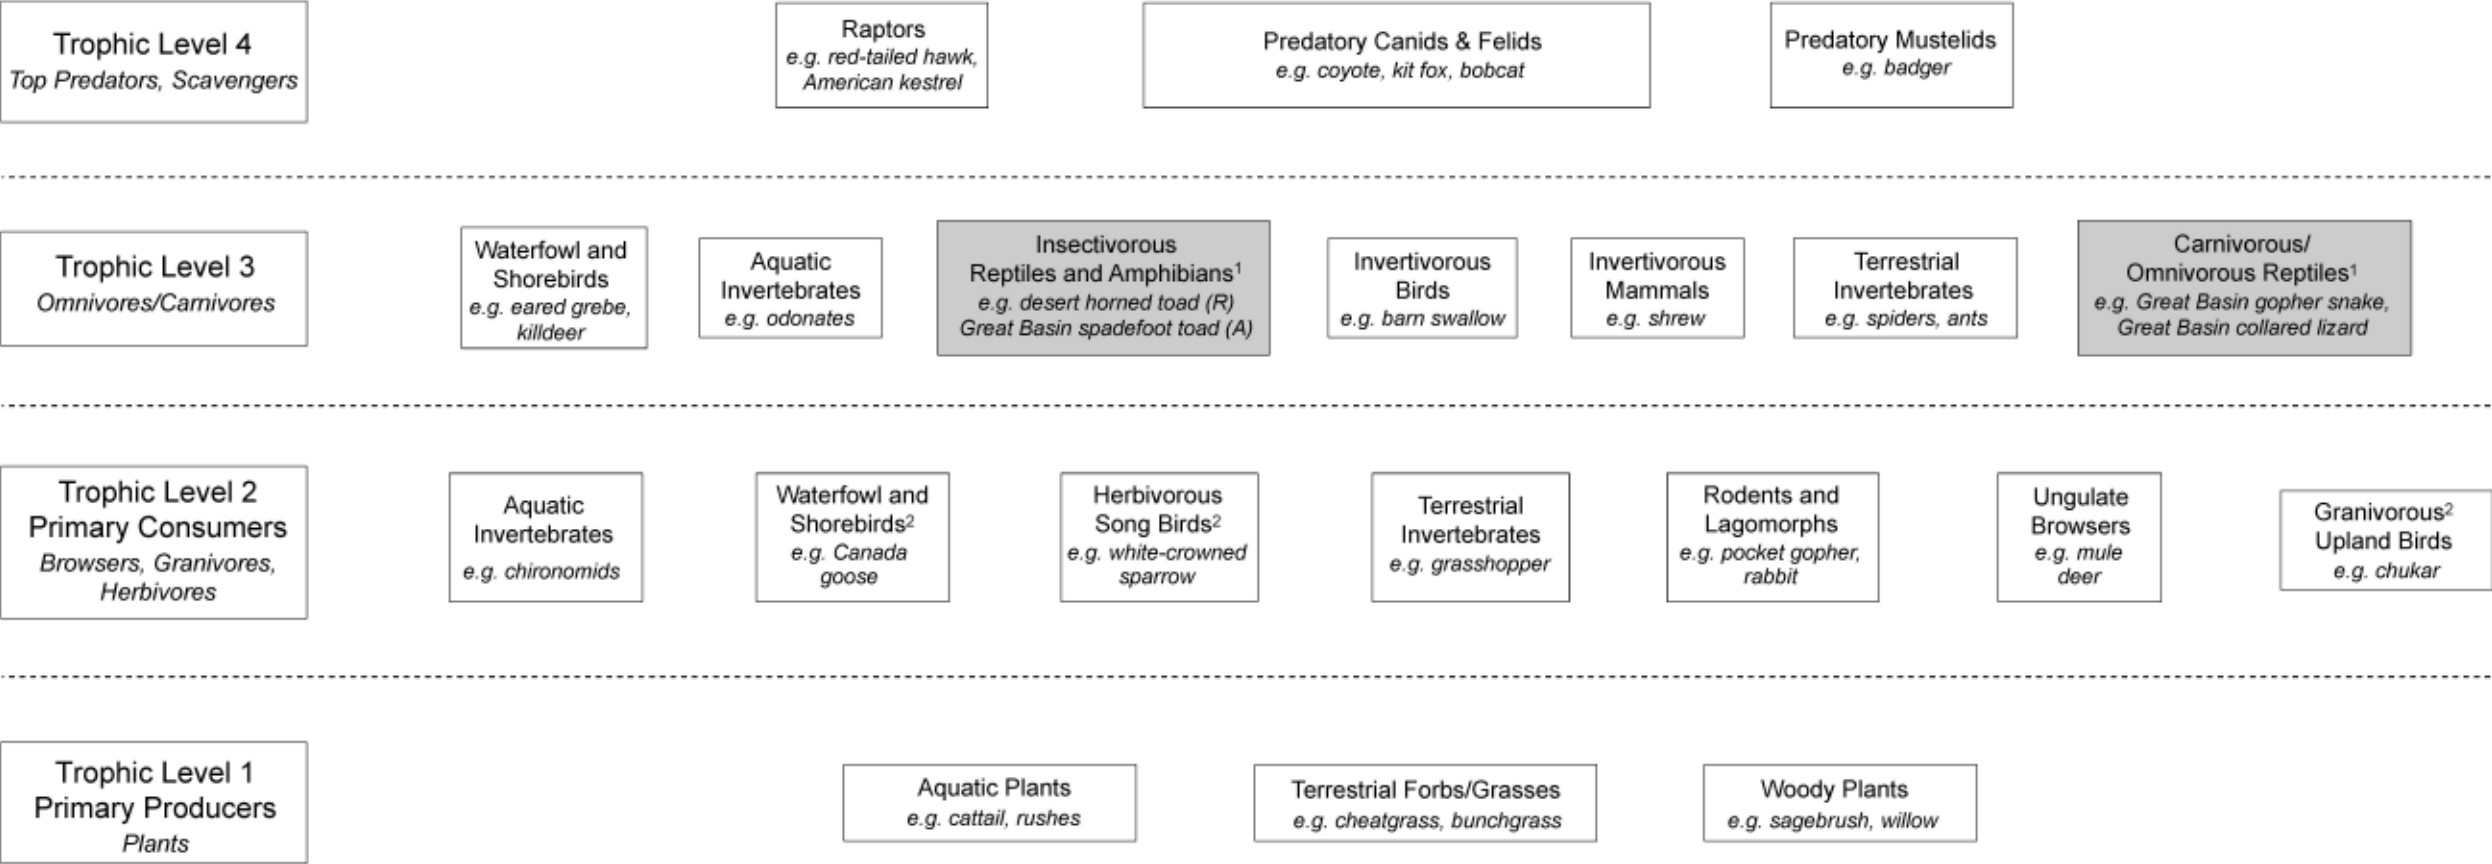 Trophic Level 4
Top Predators, Scavengers
Raptors
e.g. red-tailed hawk,
American kestrel
Predatory Canids & Felids
e.g. coyote, kit fox, bobcat
Predatory Mustelids
e.g. badger
Trophic Level 3
Omnivores/Carnivores
Waterfowl and
Shorebirds
e.g. eared grebe,
killdeer
Aquatic
Invertebrates
e.g. odonates
Insectivorous
Reptiles and Amphibians¹
e.g. desert horned toad (R)
Great Basin spadefoot toad (A)
Invertivorous
Birds
e.g. barn swallow
Invertivorous
Mammals
e.g. shrew
Terrestrial
Invertebrates
e.g. spiders, ants
Carnivorous/
Omnivorous Reptiles¹
e.g. Great Basin gopher snake,
Great Basin collared lizard
Trophic Level 2
Primary Consumers
Browsers, Granivores,
Herbivores
Aquatic
Invertebrates
e.g. chironomids
Waterfowl and
Shorebirds²
e.g. Canada
goose
Herbivorous
Song Birds²
e.g. white-crowned
sparrow
Terrestrial
Invertebrates
e.g. grasshopper
Rodents and
Lagomorphs
e.g. pocket gopher,
rabbit
Ungulate
Browsers
e.g. mule
deer
Granivorous²
Upland Birds
e.g. chukar
Trophic Level 1
Primary Producers
Plants
Aquatic Plants
e.g. cattail, rushes
Terrestrial Forbs/Grasses
e.g. cheatgrass, bunchgrass
Woody Plants
e.g. sagebrush, willow